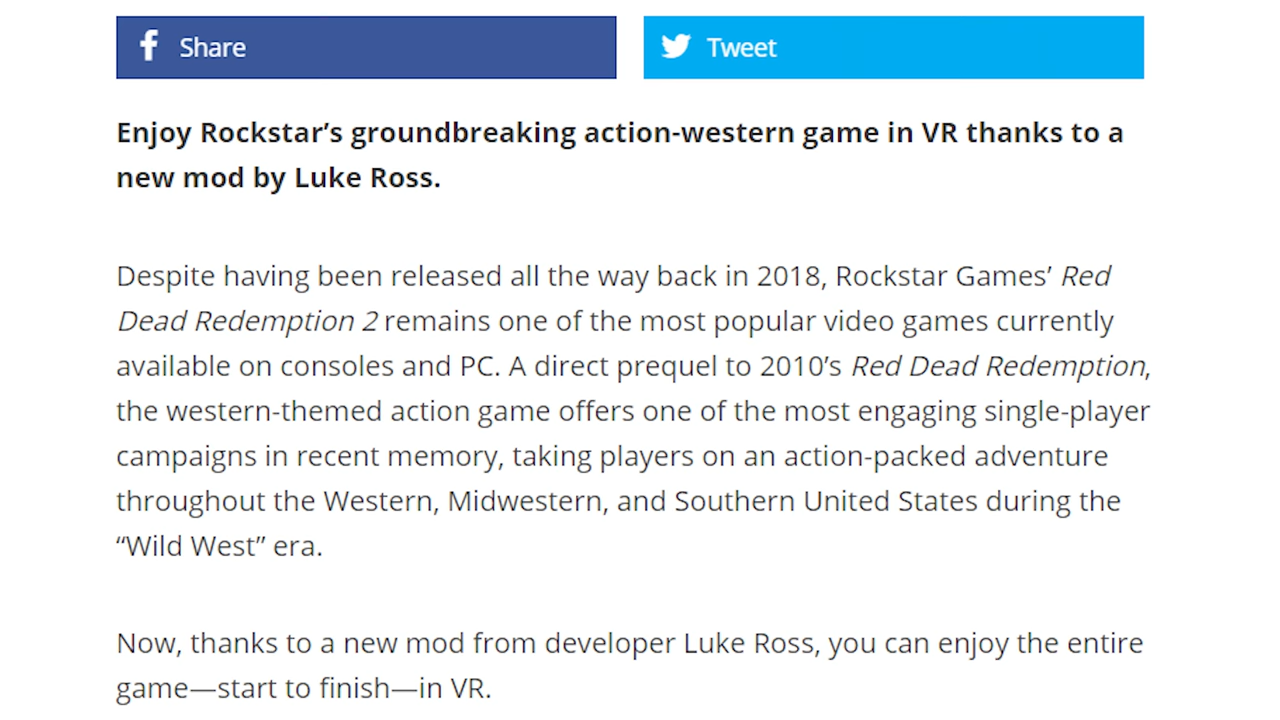 Share
Tweet
Enjoy Rockstar’s groundbreaking action-western game in VR thanks to a
new mod by Luke Ross.
Despite having been released all the way back in 2018, Rockstar Games’ Red
Dead Redemption 2 remains one of the most popular video games currently
available on consoles and PC. A direct prequel to 2010’s Red Dead Redemption,
the western-themed action game offers one of the most engaging single-player
campaigns in recent memory, taking players on an action-packed adventure
throughout the Western, Midwestern, and Southern United States during the
“Wild West” era.
Now, thanks to a new mod from developer Luke Ross, you can enjoy the entire
game—start to finish—in VR.